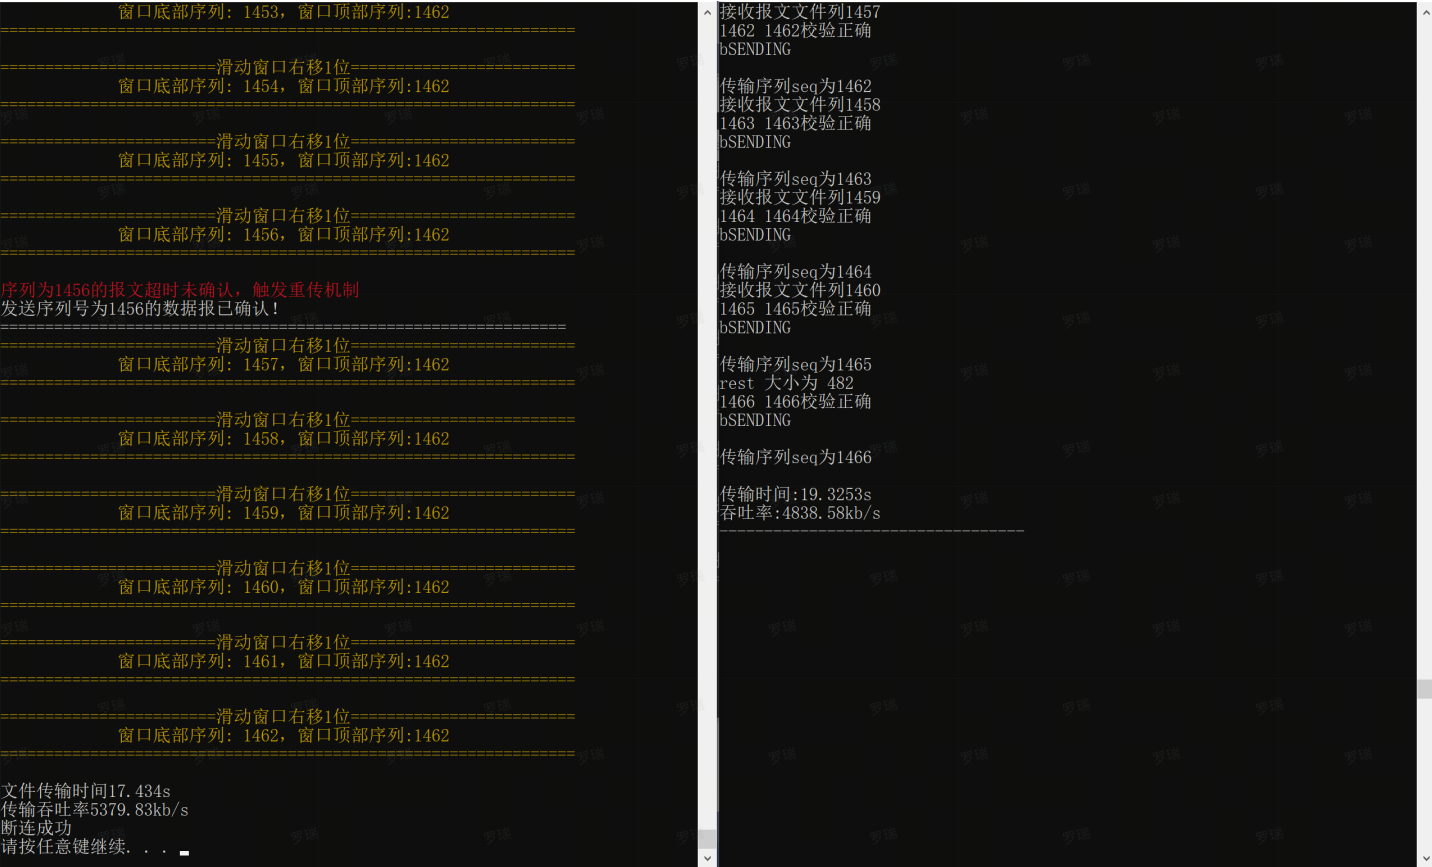 窗口底部序列: 1453, 窗口顶部序列:1462
================================================================
========================滑动窗口右移1位=========================
窗口底部序列: 1454, 窗口顶部序列:1462
================================================================
========================滑动窗口右移1位=========================
窗口底部序列: 1455, 窗口顶部序列:1462
================================================================
========================滑动窗口右移1位=========================
窗口底部序列: 1456, 窗口顶部序列:1462
================================================================
序列为1456的报文超时未确认，触发重传机制
发送序列号为1456的数据报已确认!
===============================================================
========================滑动窗口右移1位=========================
窗口底部序列: 1457, 窗口顶部序列:1462
================================================================
========================滑动窗口右移1位=========================
窗口底部序列: 1458, 窗口顶部序列:1462
================================================================
========================滑动窗口右移1位=========================
窗口底部序列: 1459, 窗口顶部序列:1462
================================================================
========================滑动窗口右移1位=========================
窗口底部序列: 1460, 窗口顶部序列:1462
================================================================
========================滑动窗口右移1位=========================
窗口底部序列: 1461, 窗口顶部序列:1462
================================================================
========================滑动窗口右移1位=========================
窗口底部序列: 1462, 窗口顶部序列:1462
================================================================
文件传输时间17.434s
传输吞吐率5379.83kb/s
断连成功
请按任意键继续. . .
接收报文文件列1457
1462 1462校验正确
bSENDING
传输序列seq为1462
接收报文文件列1458
1463 1463校验正确
bSENDING
传输序列seq为1463
接收报文文件列1459
1464 1464校验正确
bSENDING
传输序列seq为1464
接收报文文件列1460
1465 1465校验正确
bSENDING
传输序列seq为1465
rest 大小为 482
1466 1466校验正确
bSENDING
传输序列seq为1466
传输时间:19.3253s
吞吐率:4838.58kb/s
----------------------------------
罗瑞